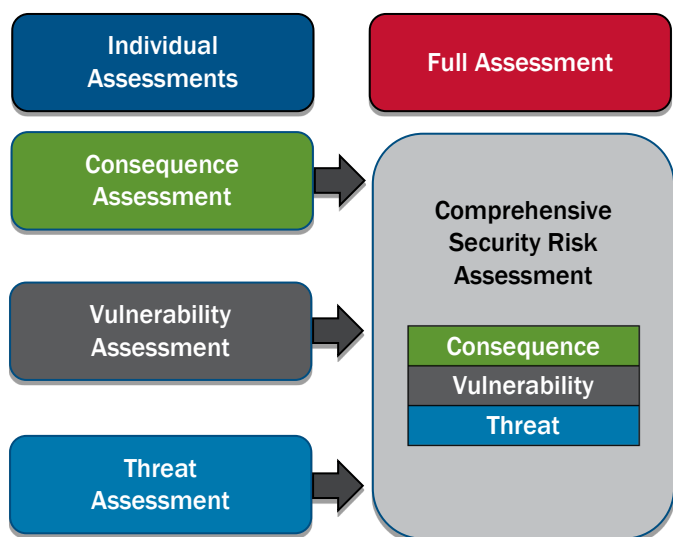 Individual
Assessments
Full Assessment
Consequence
Assessment
Vulnerability
Assessment
Threat
Assessment
Comprehensive
Security Risk
Assessment
Consequence
Vulnerability
Threat